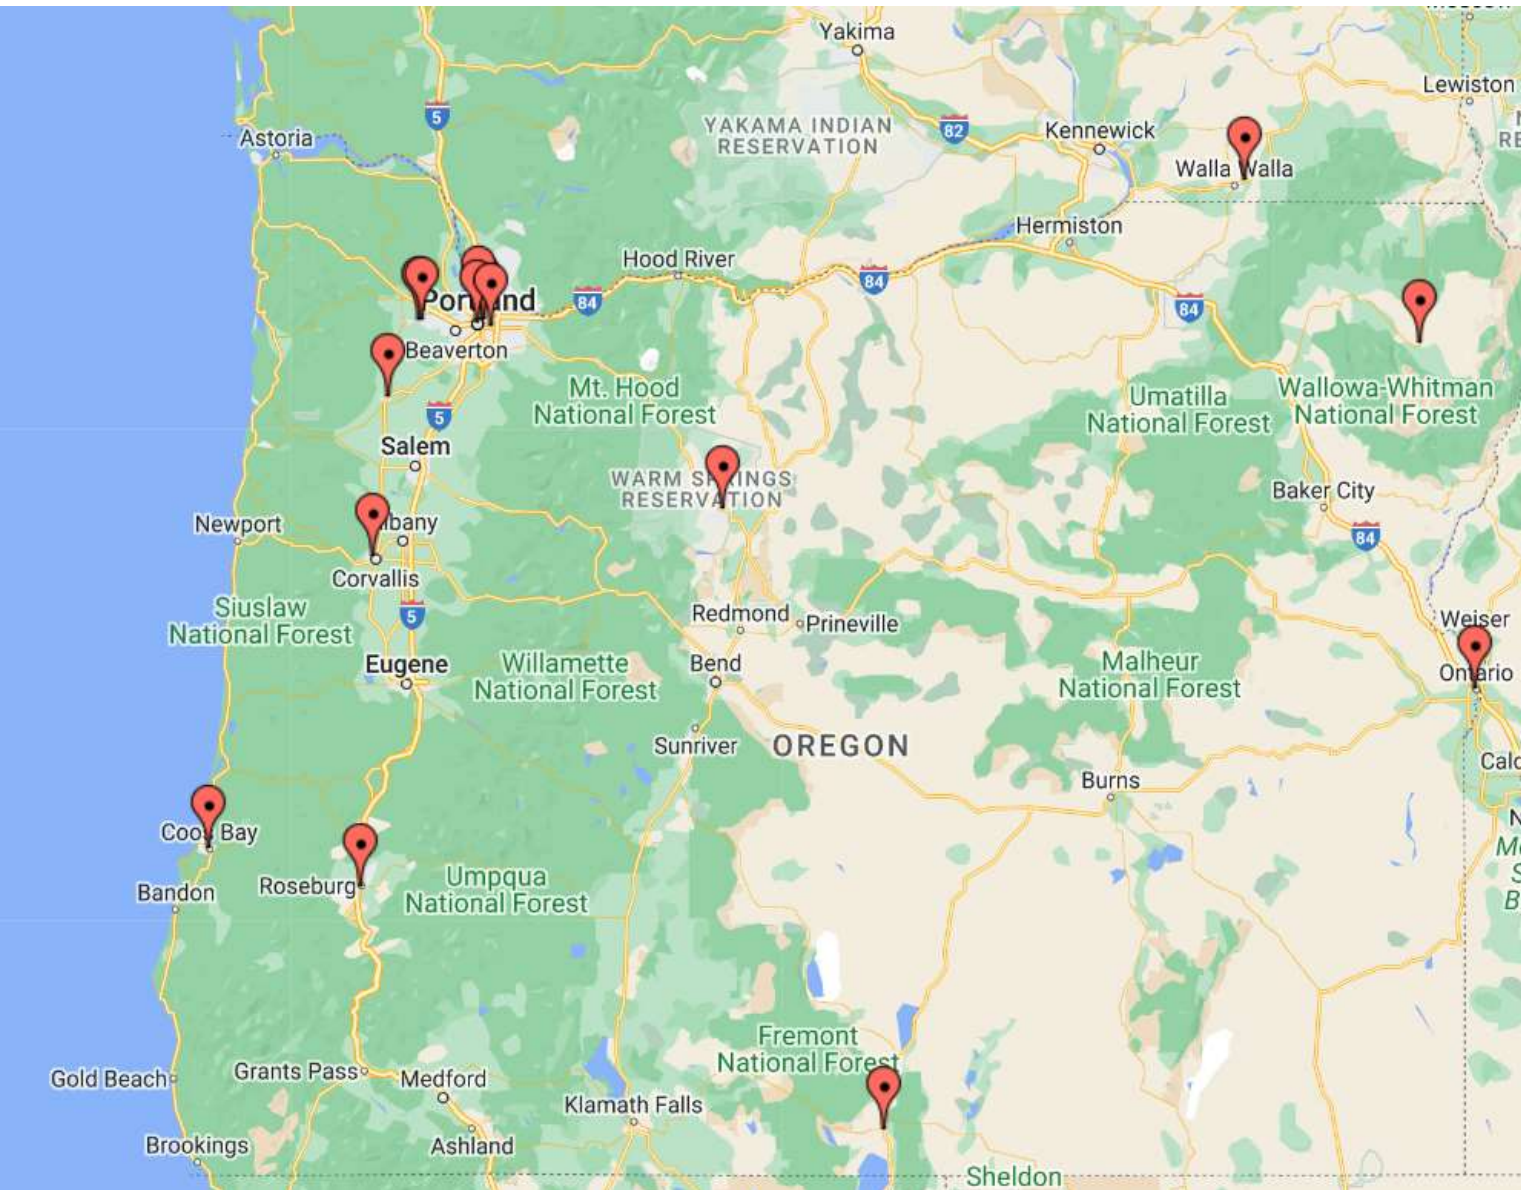 Yakima
Lewiston
5
YAKAMA INDIAN
RESERVATION
82
Kennewick
Astoria
Walla Walla
Hermiston
Hood River
84
84
84
Portland
Beaverton
5
Mt. Hood
National Forest
Umatilla
National Forest
Wallowa-Whitman
National Forest
Salem
WARM SPRINGS
RESERVATION
Baker City
Newport
lbany
84
Corvallis
Siuslaw
National Forest
5
Redmond
Prineville
Weiser
Eugene
Willamette
National Forest
Bend
Malheur
National Forest
Ontario
Sunriver
OREGON
Burns
Coos Bay
Bandon
Roseburg
Umpqua
National Forest
Fremont
National Forest
Gold Beach
Grants Pass
Medford
Klamath Falls
Brookings
Ashland
Sheldon